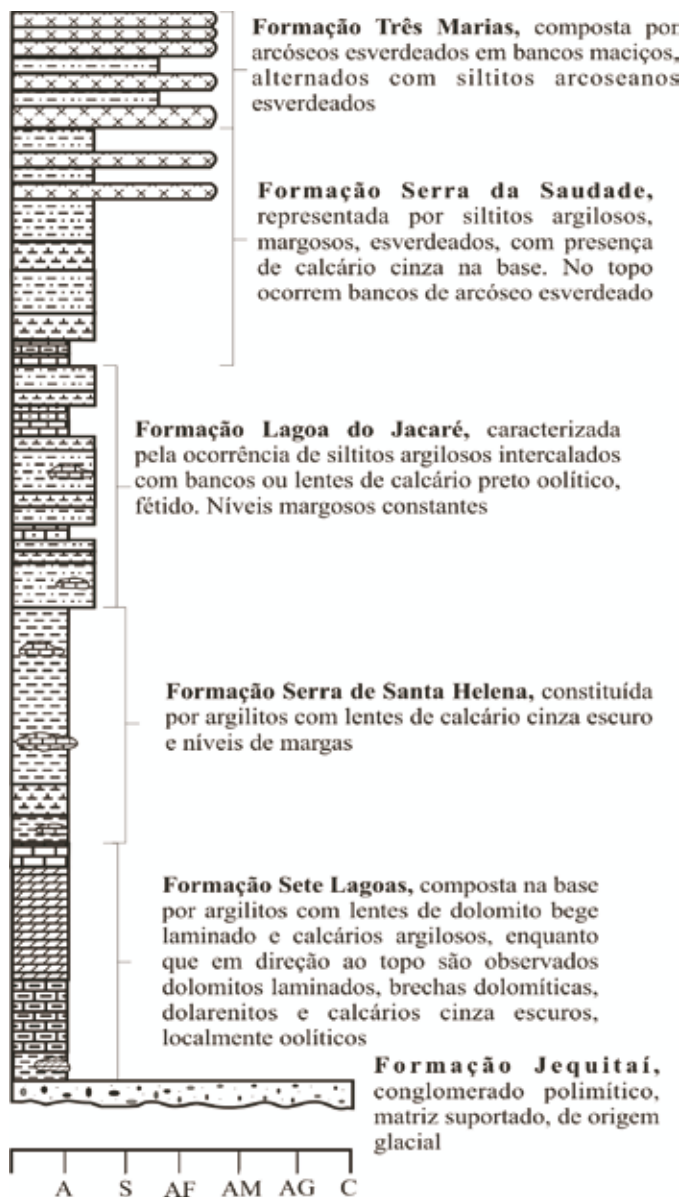 Formação Três Marias, composta por
arcóseos esverdeados em bancos maciços,
alternados com siltitos arcoseanos
esverdeados
Formação Serra da Saudade,
representada por siltitos argilosos,
margosos, esverdeados, com presença
de calcário cinza na base. No topo
ocorrem bancos de arcóseo esverdeado
Formação Lagoa do Jacaré, caracterizada
pela ocorrência de siltitos argilosos intercalados
com bancos ou lentes de calcário preto oolítico,
fétido. Níveis margosos constantes
Formação Serra de Santa Helena, constituída
por argilitos com lentes de calcário cinza escuro
e níveis de margas
Formação Sete Lagoas, composta na base
por argilitos com lentes de dolomito bege
laminado e calcários argilosos, enquanto
que em direção ao topo são observados
dolomitos laminados, brechas dolomíticas,
dolarenitos e calcários cinza escuros,
localmente oolíticos
Formação Jequitaí,
conglomerado polimítico,
matriz suportado, de origem
glacial
A S AF AM AG C